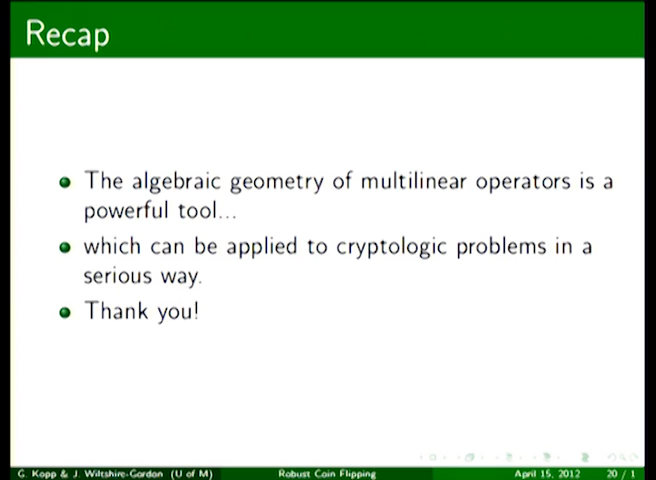 Recap
The algebraic geometry of multilinear operators is a
powerful tool...
which can be applied to cryptologic problems in a
serious way.
Thank you!
G. Kopp & J. Wiltshire-Gordon (U of M) Robust Coin Flipping April 15, 2012 20 / 1